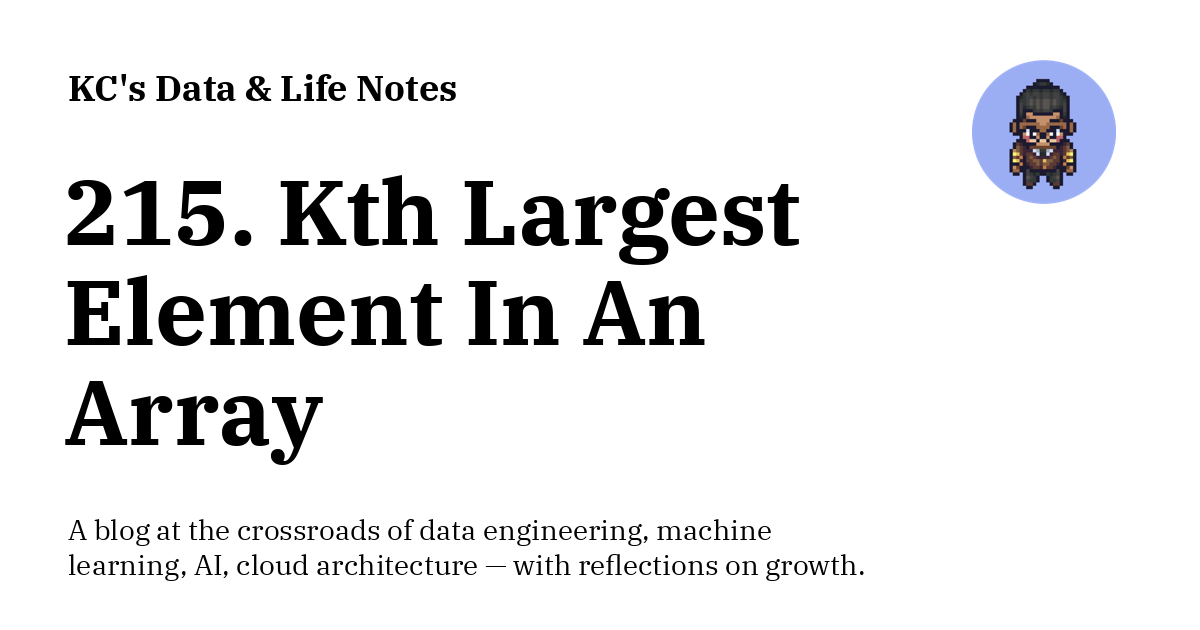 KC's Data & Life Notes
215. Kth Largest
Element In An
Array
A blog at the crossroads of data engineering, machine
learning, AI, cloud architecture — with reflections on growth.